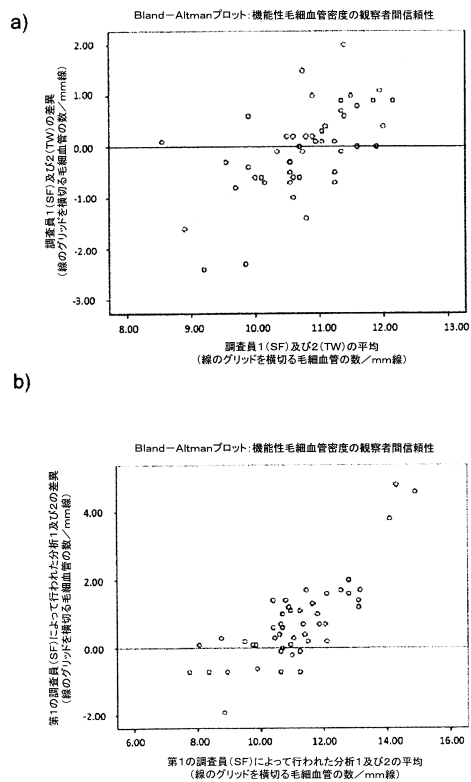 a)
Bland−Altmanプロット:機能性毛細血管密度の観察者間信頼性
調査員1(SF)及び2(TW)の差異
(線のグリッドを横切る毛細血管の数/mm線)
2.00
1.00
0.00
-1.00
-2.00
-3.00
8.00 9.00 10.00 11.00 12.00 13.00
調査員1(SF)及び2(TW)の平均
(線のグリッドを横切る毛細血管の数/mm線)
b)
Bland−Altmanプロット:機能性毛細血管密度の観察者間信頼性
第1の調査員(SF)によって行われた分析1及び2の差異
(線のグリッドを横切る毛細血管の数/mm線)
4.00
2.00
0.00
-2.00
6.00 8.00 10.00 12.00 14.00 16.00
第1の調査員(SF)によって行われた分析1及び2の平均
(線のグリッドを横切る毛細血管の数/mm線)